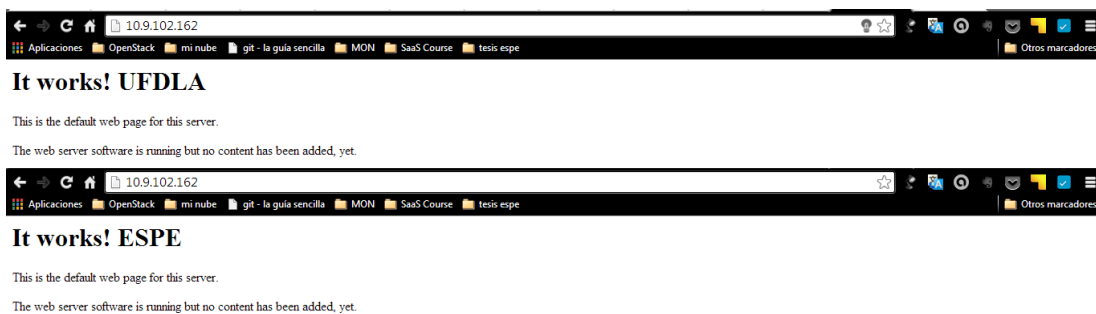 10.9.102.162
Aplicaciones OpenStack mi nube git - la guía sencilla MON SaaS Course tesis espe Otros marcadores
It works! UFDLA
This is the default web page for this server.
The web server software is running but no content has been added, yet.
10.9.102.162
Aplicaciones OpenStack mi nube git - la guía sencilla MON SaaS Course tesis espe Otros marcadores
It works! ESPE
This is the default web page for this server.
The web server software is running but no content has been added, yet.